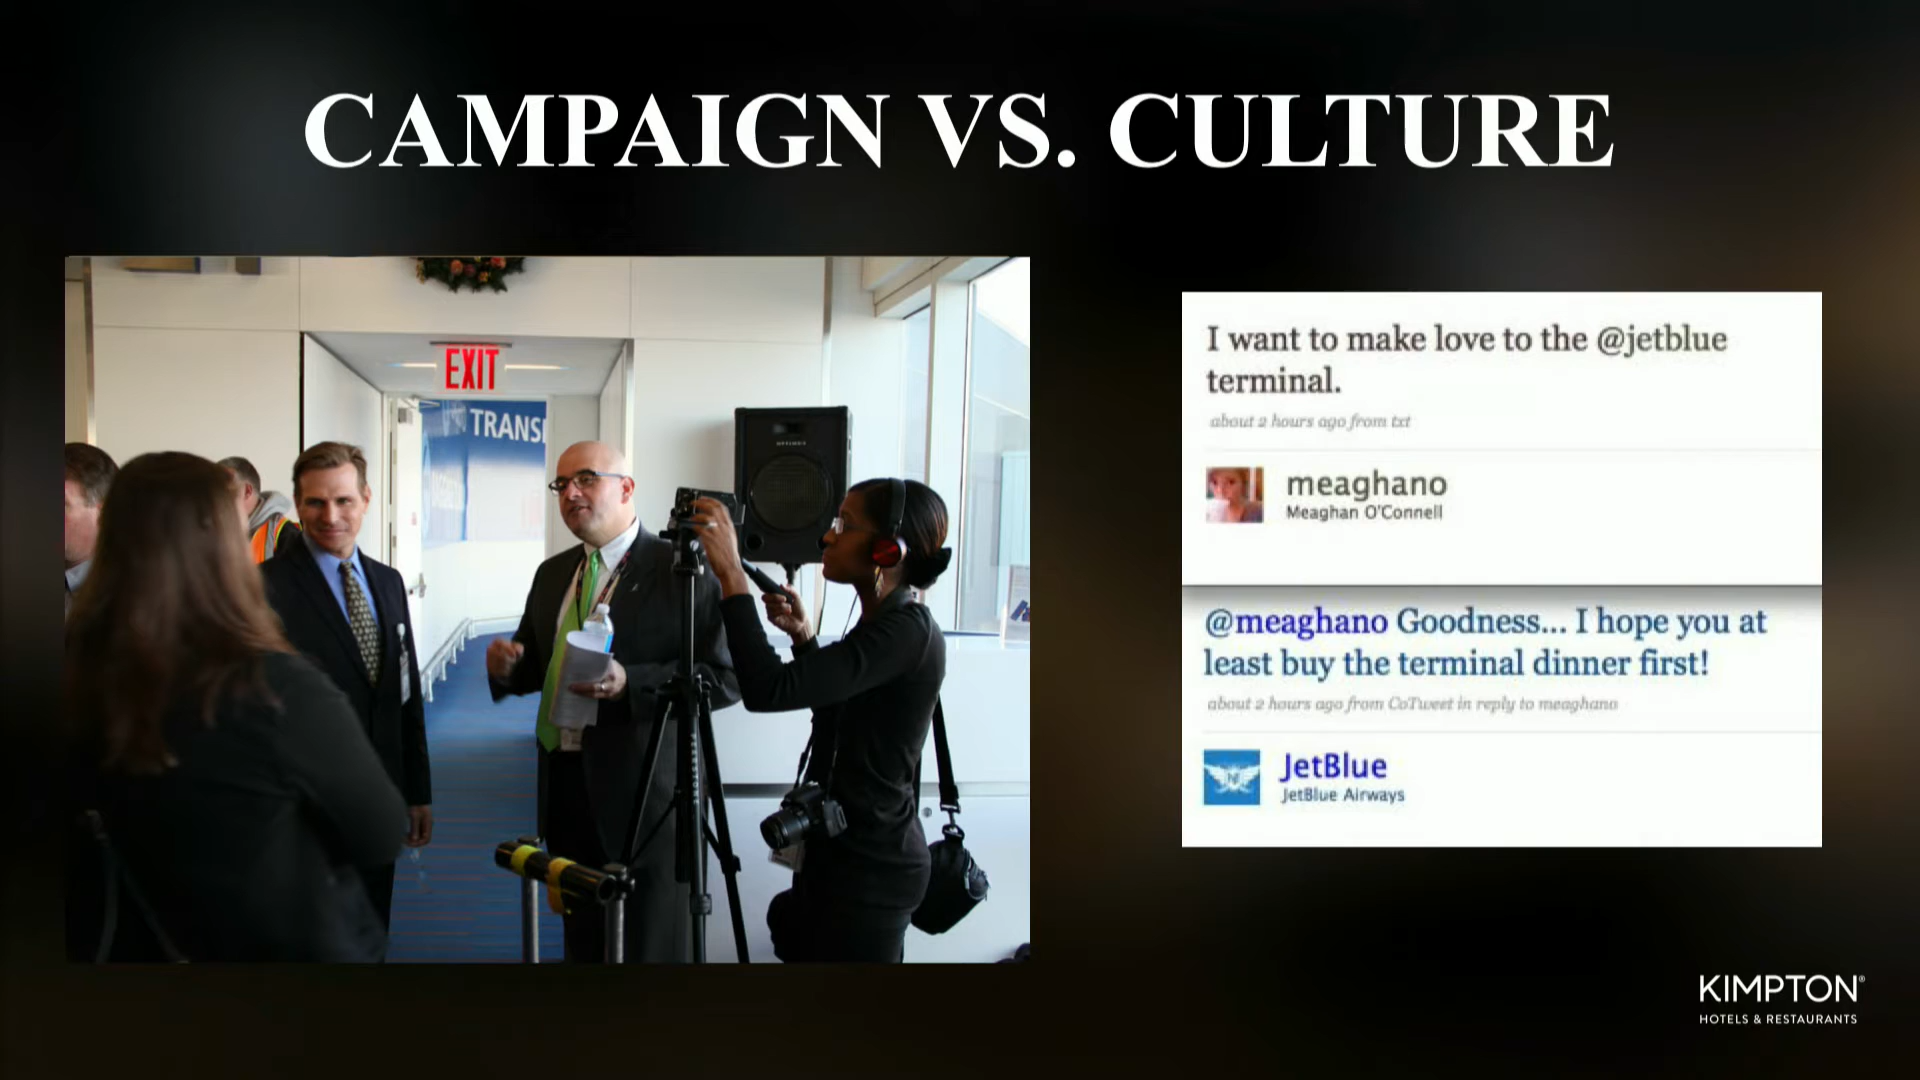 CAMPAIGN VS. CULTURE
EXIT
TRANS
I want to make love to the @jetblue
terminal.
about 2 hours ago from txt
meaghano
Meaghan O'Connell
@meaghano Goodness... I hope you at
least buy the terminal dinner first!
about 2 hours ago from CoTweet in reply to meaghano
JetBlue
JetBlue Airways
KIMPTON®
HOTELS & RESTAURANTS